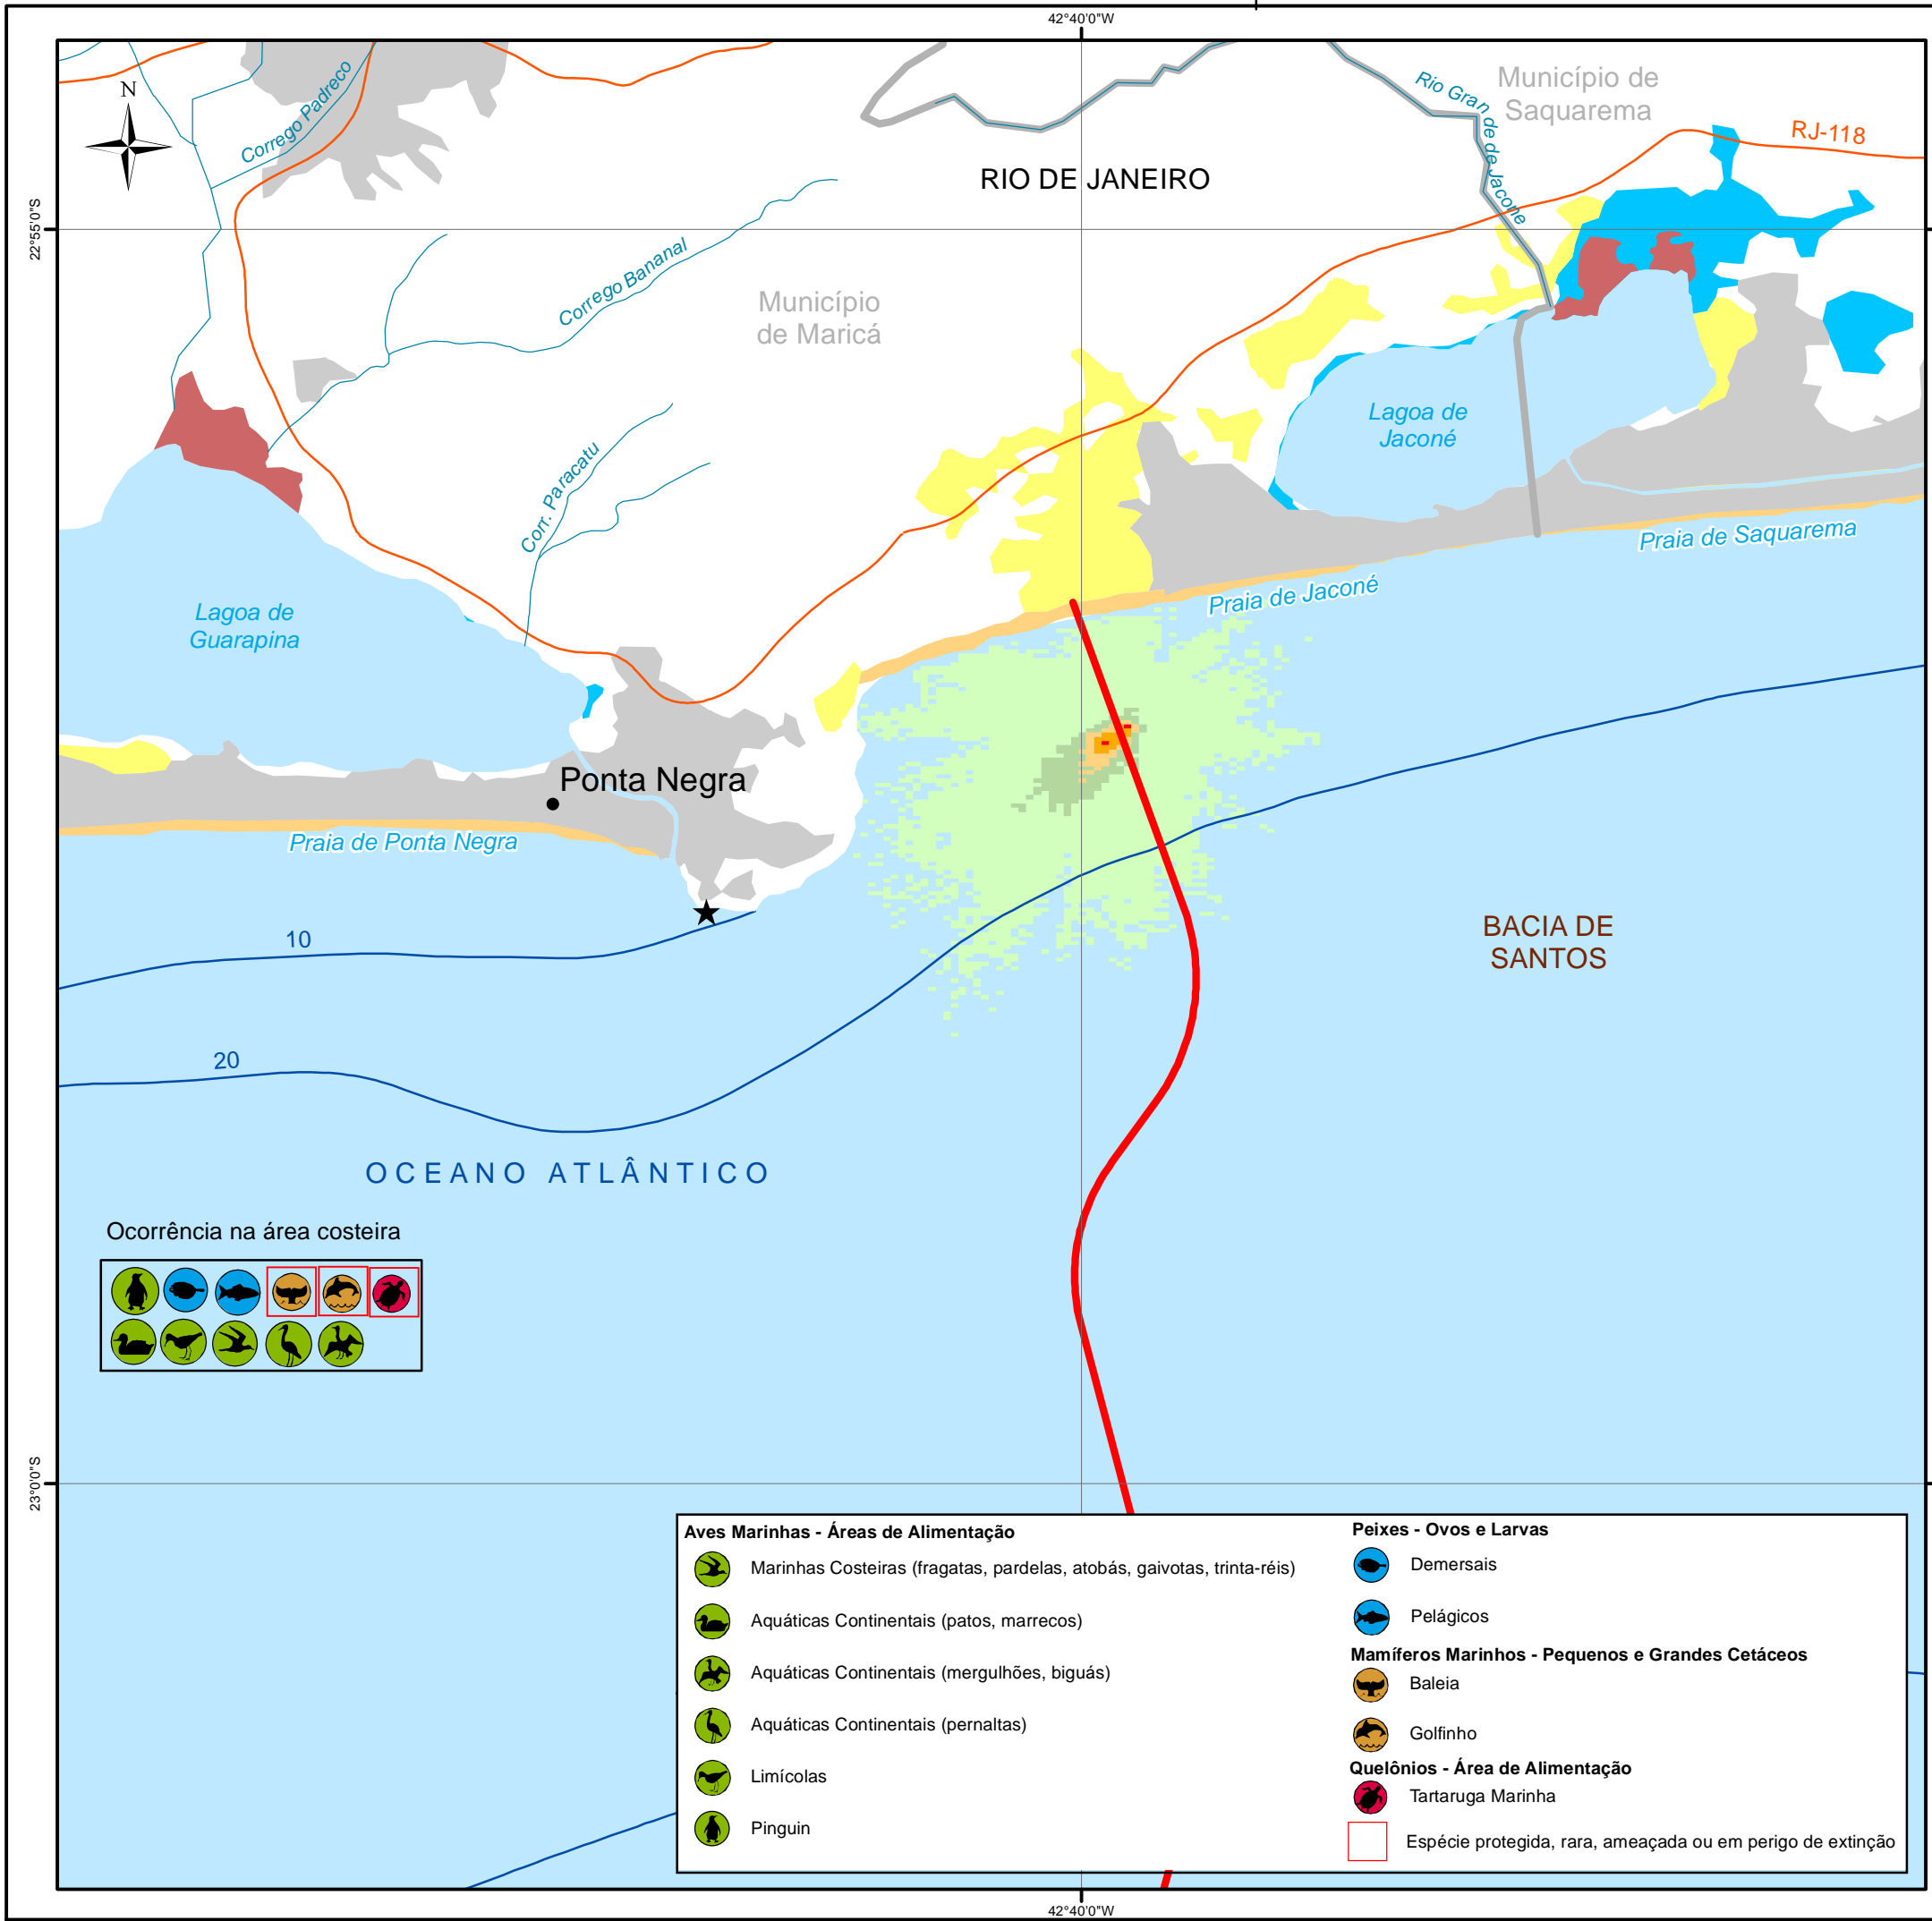 42°40'0"W
N
Corrego Padreco
Rio Gran de de Jacone
Município de
Saquarema
RJ-118
RIO DE JANEIRO
22°55'0"S
Corrego Bananal
Município
de Maricá
Lagoa de
Jaconé
Corr. Paracatu
Praia de Saquarema
Praia de Jaconé
Lagoa de
Guarapina
Ponta Negra
Praia de Ponta Negra
10
BACIA DE
SANTOS
20
OCEANO ATLÂNTICO
Ocorrência na área costeira
23°0'0"S
Aves Marinhas - Áreas de Alimentação
Marinhas Costeiras (fragatas, pardelas, atobás, gaivotas, trinta-réis)
Aquáticas Continentais (patos, marrecos)
Aquáticas Continentais (mergulhões, biguás)
Aquáticas Continentais (pernaltas)
Limícolas
Pinguin
Peixes - Ovos e Larvas
Demersais
Pelágicos
Mamíferos Marinhos - Pequenos e Grandes Cetáceos
Baleia
Golfinho
Quelônios - Área de Alimentação
Tartaruga Marinha
Espécie protegida, rara, ameaçada ou em perigo de extinção
42°40'0"W